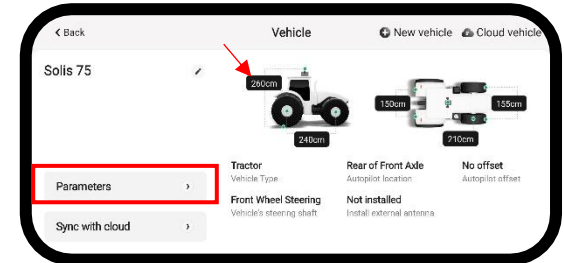 Back
Vehicle
New vehicle
Cloud vehicle
Solis 75
260cm
240cm
150cm
155cm
210cm
Tractor
Vehicle Type
Rear of Front Axle
Autopilot location
No offset
Autopilot offset
Front Wheel Steering
Vehicle's steering shaft
Not installed
Install external antenna
Parameters
Sync with cloud